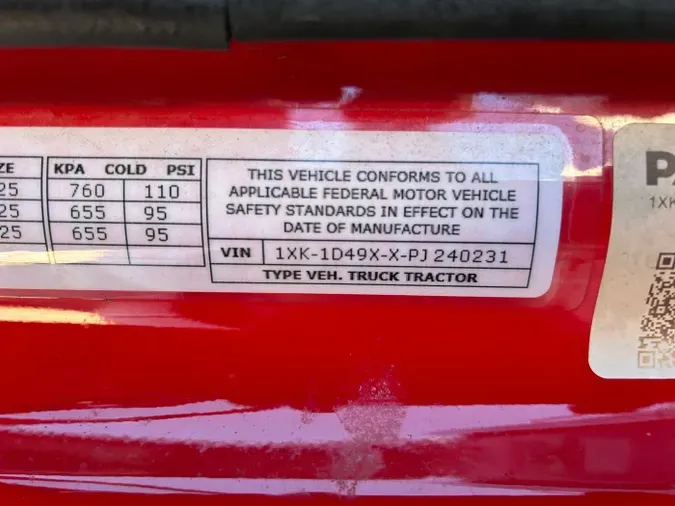 ZE KPA COLD PSI
25 760 110
25 655 95
25 655 95
THIS VEHICLE CONFORMS TO ALL
APPLICABLE FEDERAL MOTOR VEHICLE
SAFETY STANDARDS IN EFFECT ON THE
DATE OF MANUFACTURE
VIN 1XK-1D49X-X-PJ 240231
TYPE VEH. TRUCK TRACTOR
1XK